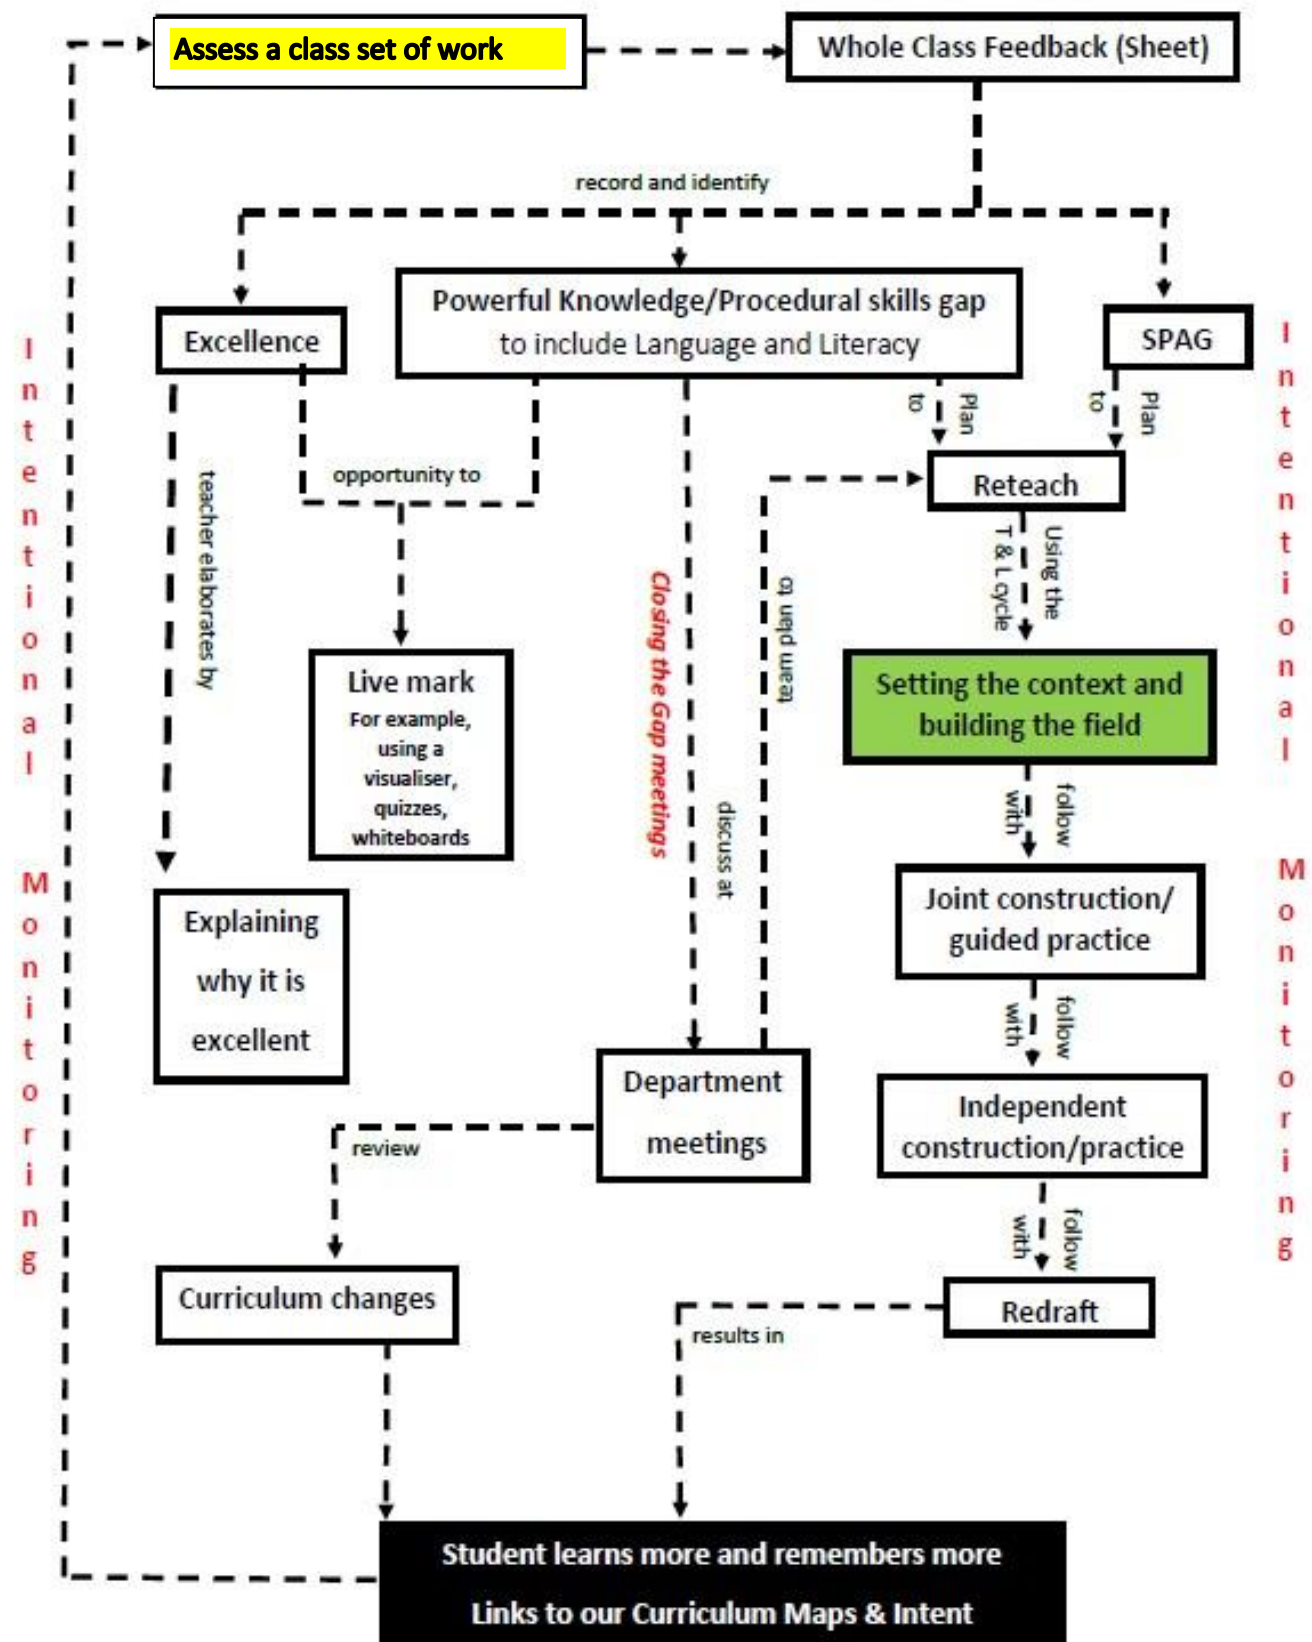 Assess a class set of work
Whole Class Feedback (Sheet)
record and identify
Excellence
Powerful Knowledge/Procedural skills gap
to include Language and Literacy
SPAG
Plan
to
Plan
to
opportunity to
teacher elaborates by
Reteach
Using the
T & L cycle
Closing the Gap meetings
discuss at
team plan to
Live mark
For example,
using a
visualiser,
quizzes,
whiteboards
Setting the context and
building the field
follow
with
Explaining
why it is
excellent
Joint construction/
guided practice
follow
with
Department
meetings
Independent
construction/practice
review
follow
with
Curriculum changes
Redraft
results in
Student learns more and remembers more
Links to our Curriculum Maps & Intent
Intentional Monitoring
Intentional Monitoring